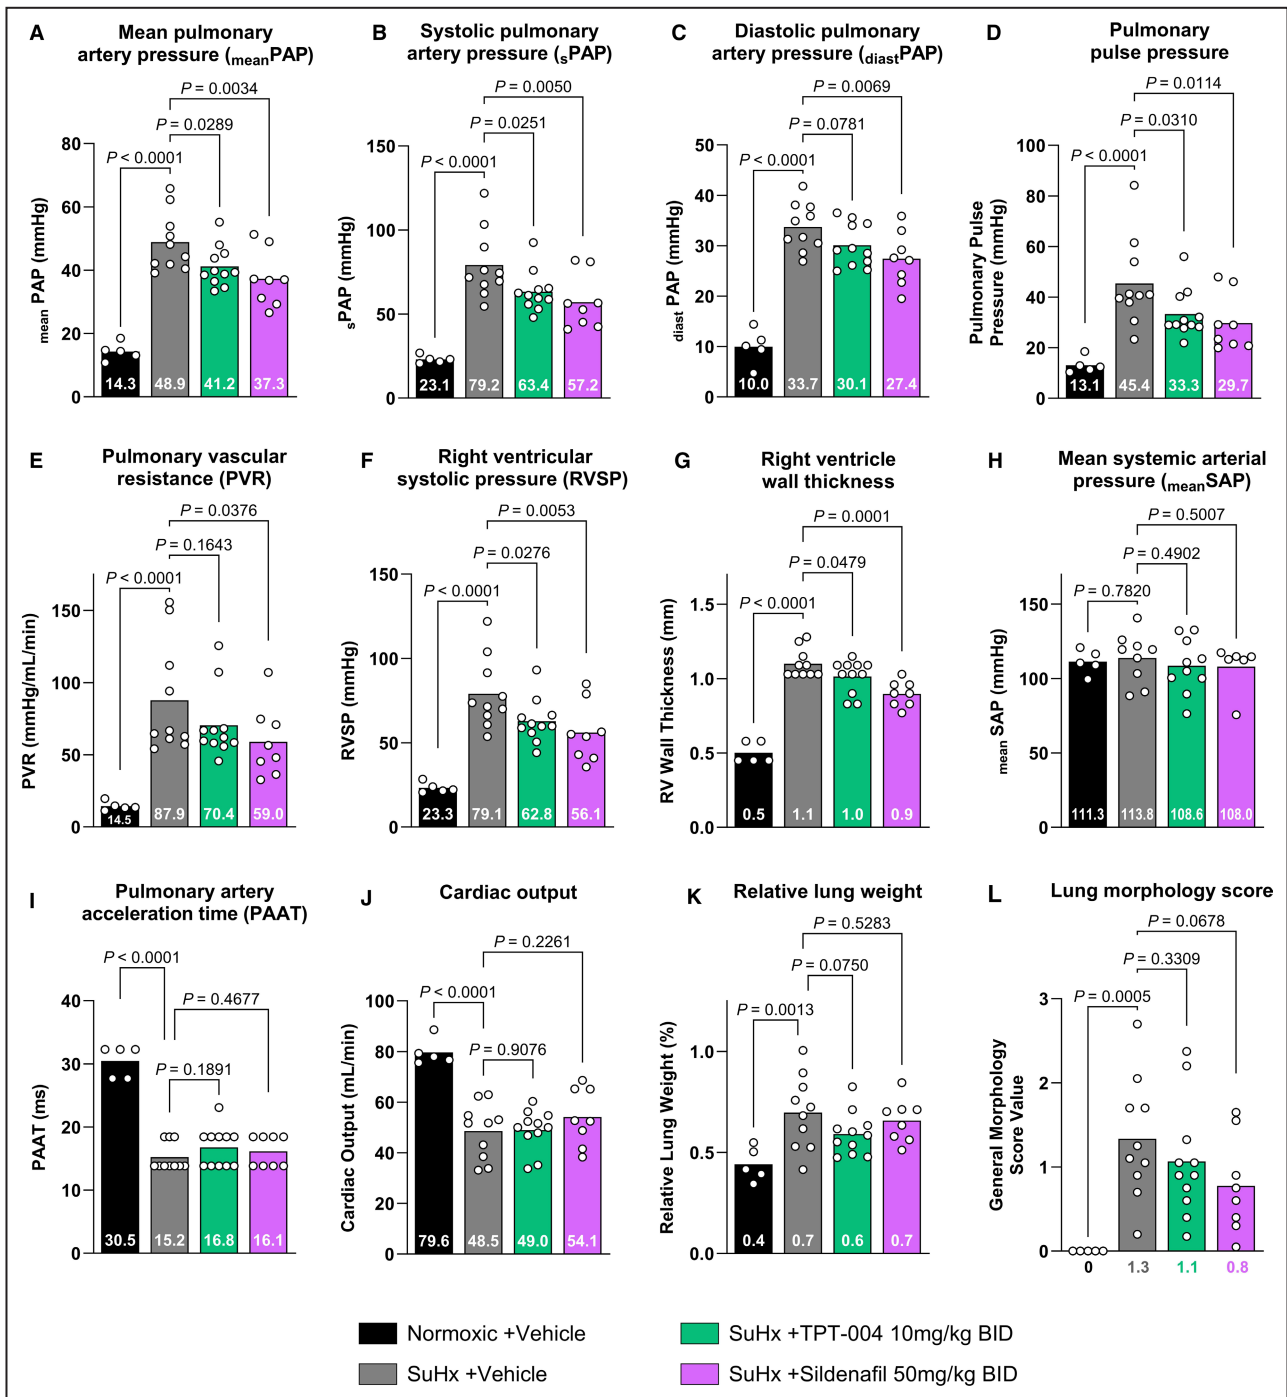 A
Mean pulmonary
artery pressure (meanPAP)
P = 0.0034
P = 0.0289
P < 0.0001
mean PAP (mmHg)
80
60
40
20
0
14.3
48.9
41.2
37.3
B
Systolic pulmonary
artery pressure (sPAP)
P = 0.0050
P = 0.0251
P < 0.0001
sPAP (mmHg)
150
100
50
0
23.1
79.2
63.4
57.2
C
Diastolic pulmonary
artery pressure (diastPAP)
P = 0.0069
P = 0.0781
P < 0.0001
diast PAP (mmHg)
50
40
30
20
10
0
10.0
33.7
30.1
27.4
D
Pulmonary
pulse pressure
P = 0.0114
P = 0.0310
P < 0.0001
Pulmonary Pulse
Pressure (mmHg)
100
80
60
40
20
0
13.1
45.4
33.3
29.7
E
Pulmonary vascular
resistance (PVR)
P = 0.0376
P = 0.1643
P < 0.0001
PVR (mmHg/mL/min)
150
100
50
0
14.5
87.9
70.4
59.0
F
Right ventricular
systolic pressure (RVSP)
P = 0.0053
P = 0.0276
P < 0.0001
RVSP (mmHg)
150
100
50
0
23.3
79.1
62.8
56.1
G
Right ventricle
wall thickness
P = 0.0001
P = 0.0479
P < 0.0001
RV Wall Thickness (mm)
1.5
1.0
0.5
0.0
0.5
1.1
1.0
0.9
H
Mean systemic arterial
pressure (meanSAP)
P = 0.5007
P = 0.4902
P = 0.7820
mean SAP (mmHg)
150
100
50
0
111.3
113.8
108.6
108.0
I
Pulmonary artery
acceleration time (PAAT)
P < 0.0001
P = 0.4677
P = 0.1891
PAAT (ms)
40
30
20
10
0
30.5
15.2
16.8
16.1
J
Cardiac output
P = 0.2261
P < 0.0001
P = 0.9076
Cardiac Output (mL/min)
100
80
60
40
20
0
79.6
48.5
49.0
54.1
K
Relative lung weight
P = 0.5283
P = 0.0750
P = 0.0013
Relative Lung Weight (%)
1.0
0.5
0.0
0.4
0.7
0.6
0.7
L
Lung morphology score
P = 0.0678
P = 0.3309
P = 0.0005
General Morphology
Score Value
3
2
1
0
0
1.3
1.1
0.8
Normoxic +Vehicle
SuHx +TPT-004 10mg/kg BID
SuHx +Vehicle
SuHx +Sildenafil 50mg/kg BID